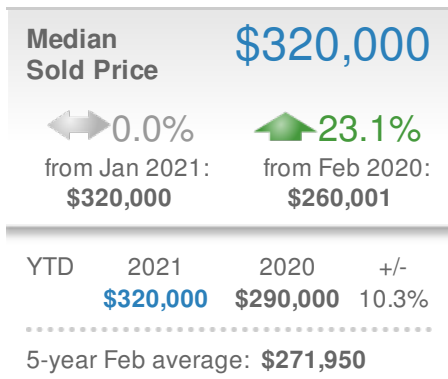 Median $320,000
Sold Price
0.0% 23.1%
from Jan 2021: from Feb 2020:
$320,000 $260,001
YTD 2021 2020 +/-
$320,000 $290,000 10.3%
5-year Feb average: $271,950